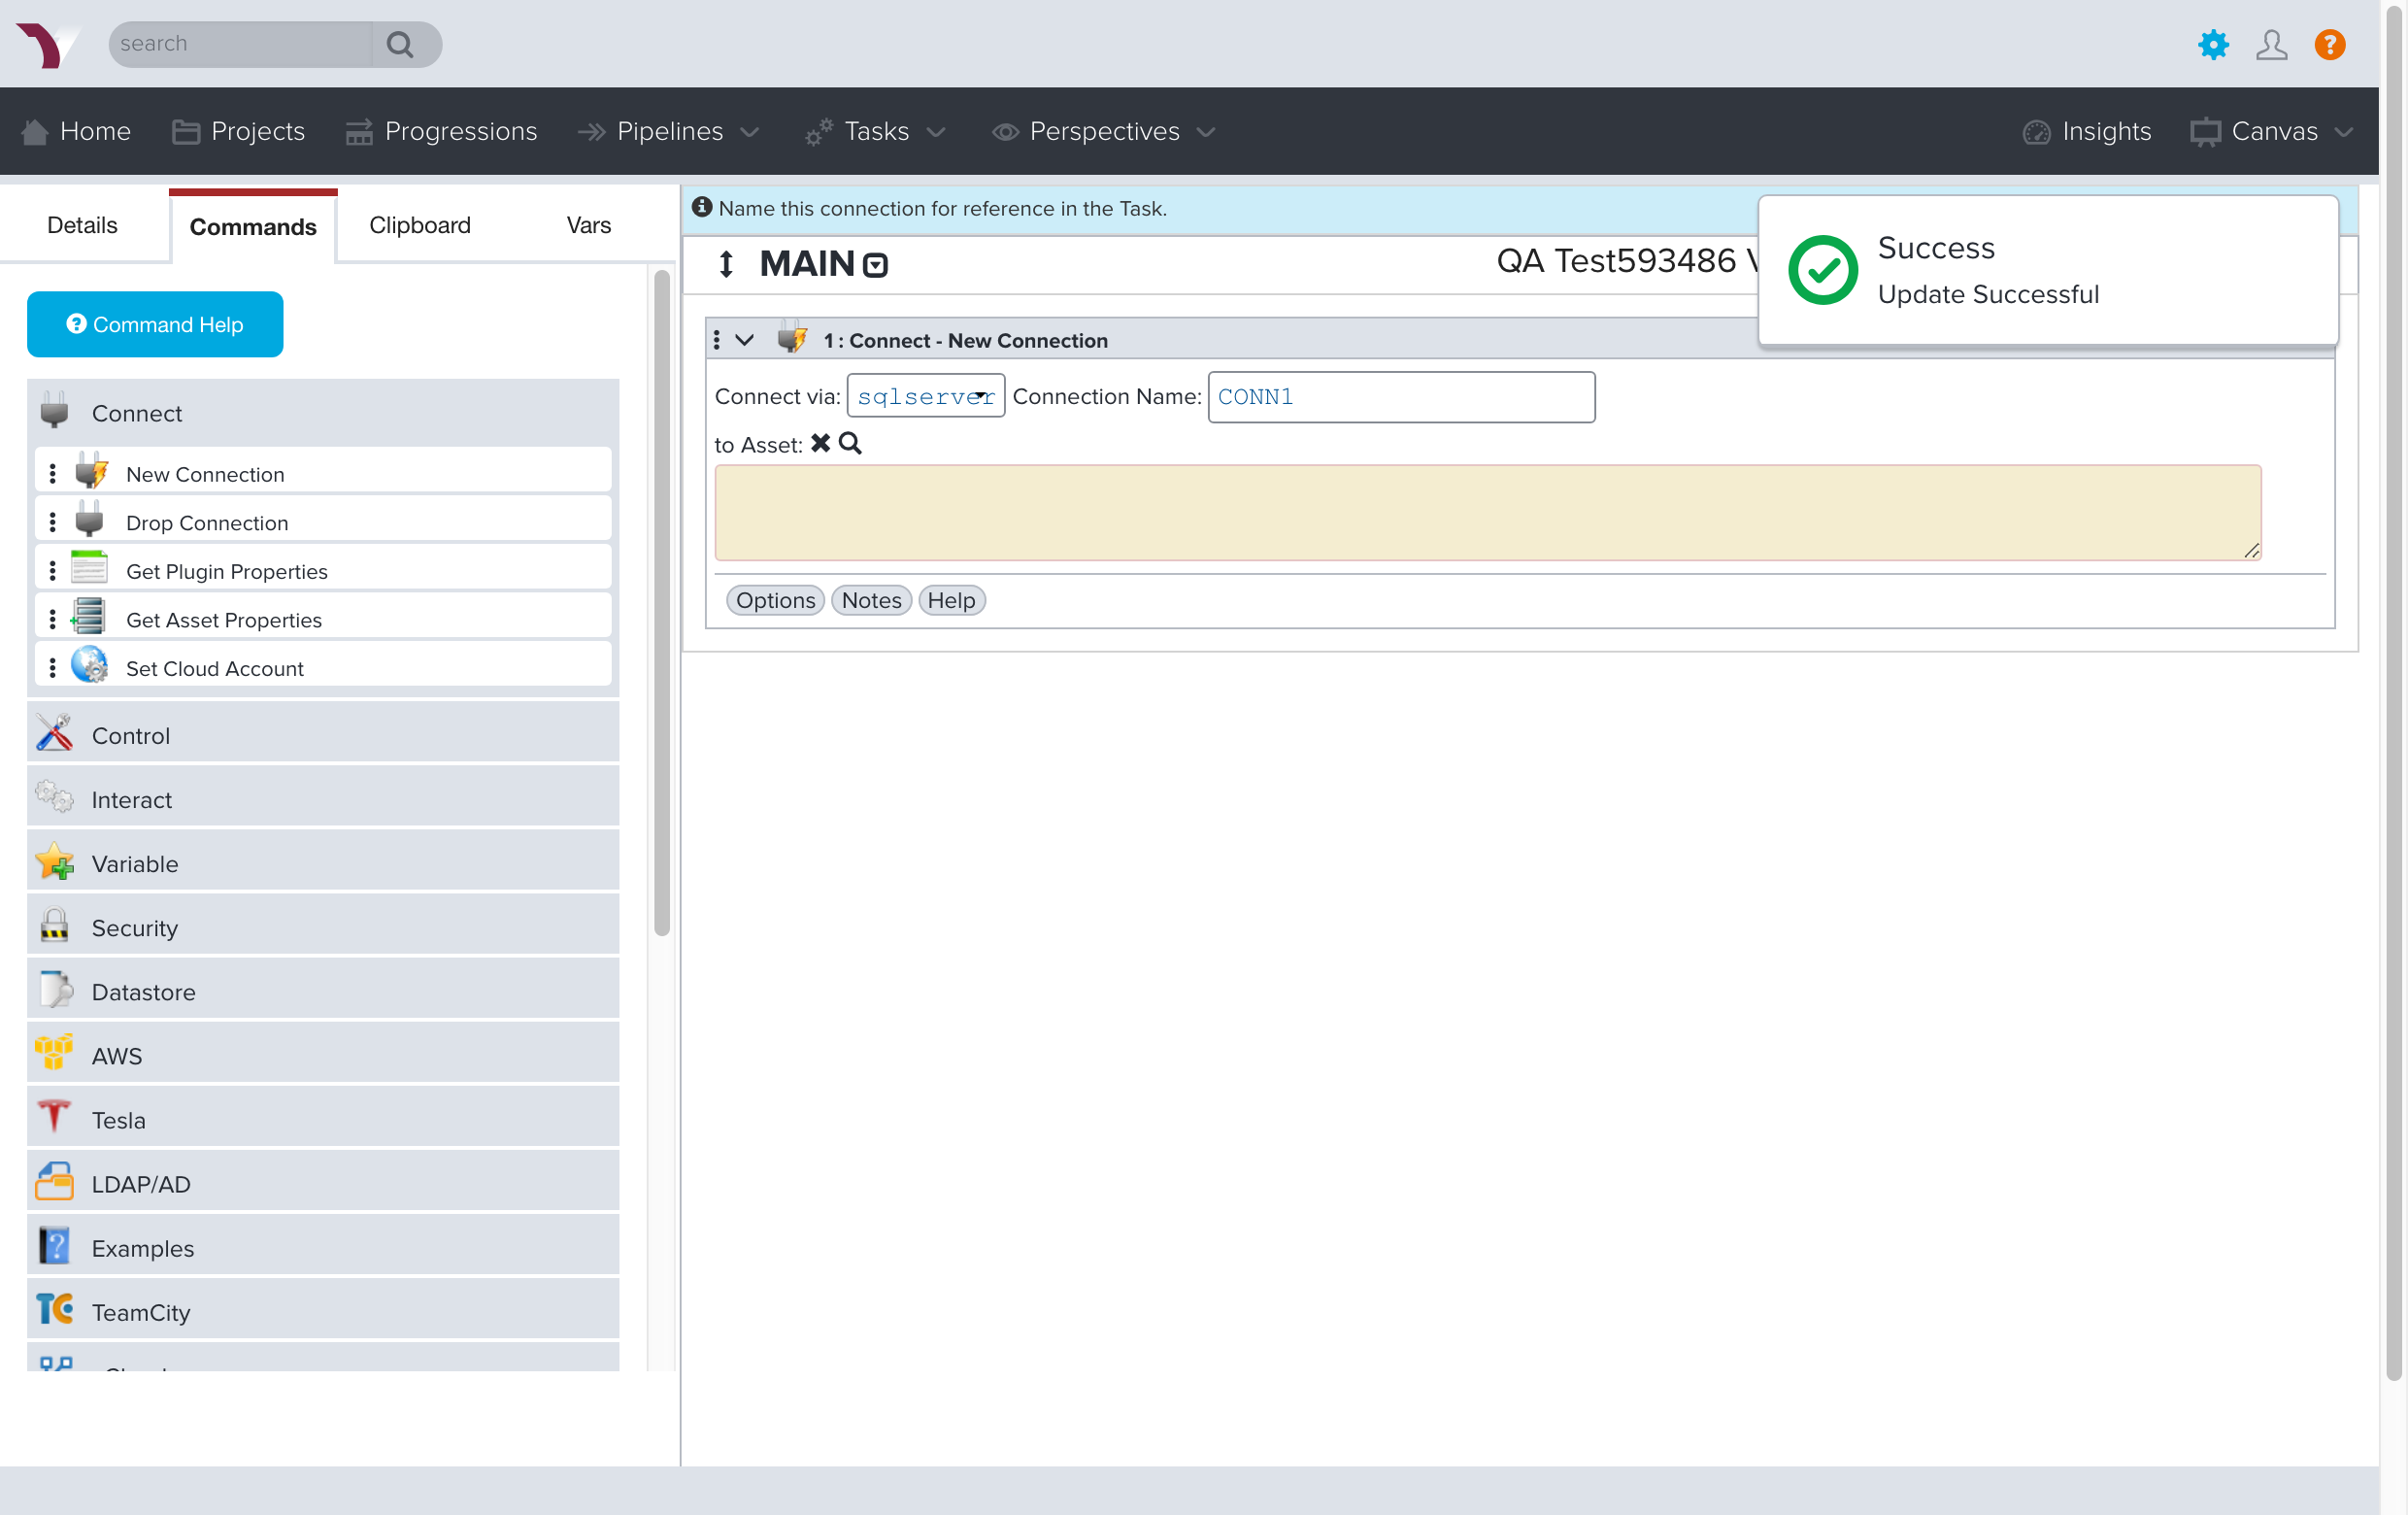 search
Home
Projects
Progressions
Pipelines
Tasks
Perspectives
Insights
Canvas
Details
Commands
Clipboard
Vars
Command Help
Connect
New Connection
Drop Connection
Get Plugin Properties
Get Asset Properties
Set Cloud Account
Control
Interact
Variable
Security
Datastore
AWS
Tesla
LDAP/AD
Examples
TeamCity
Name this connection for reference in the Task.
MAIN
QA Test593486
Success
Update Successful
1 : Connect - New Connection
Connect via: sqlserver Connection Name: CONN1
to Asset:
Options Notes Help